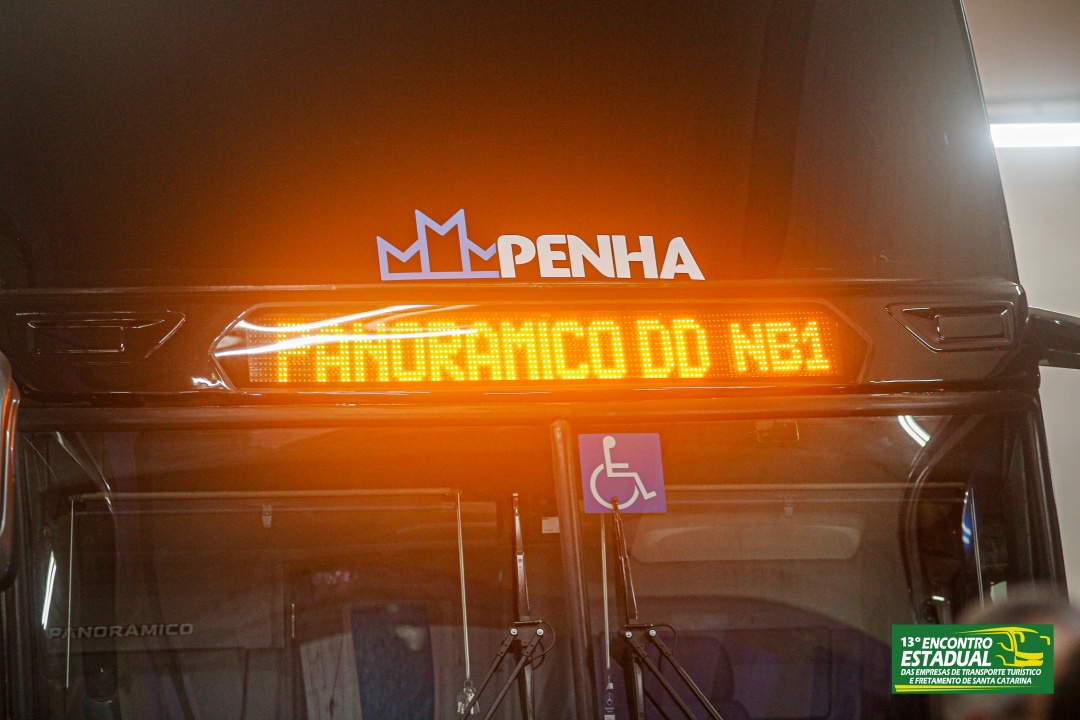 PENHA
PANORAMICO DD NB1
PANORAMICO
13º ENCONTRO
ESTADUAL
DAS EMPRESAS DE TRANSPORTE TURÍSTICO
E FRETAMENTO DE SANTA CATARINA